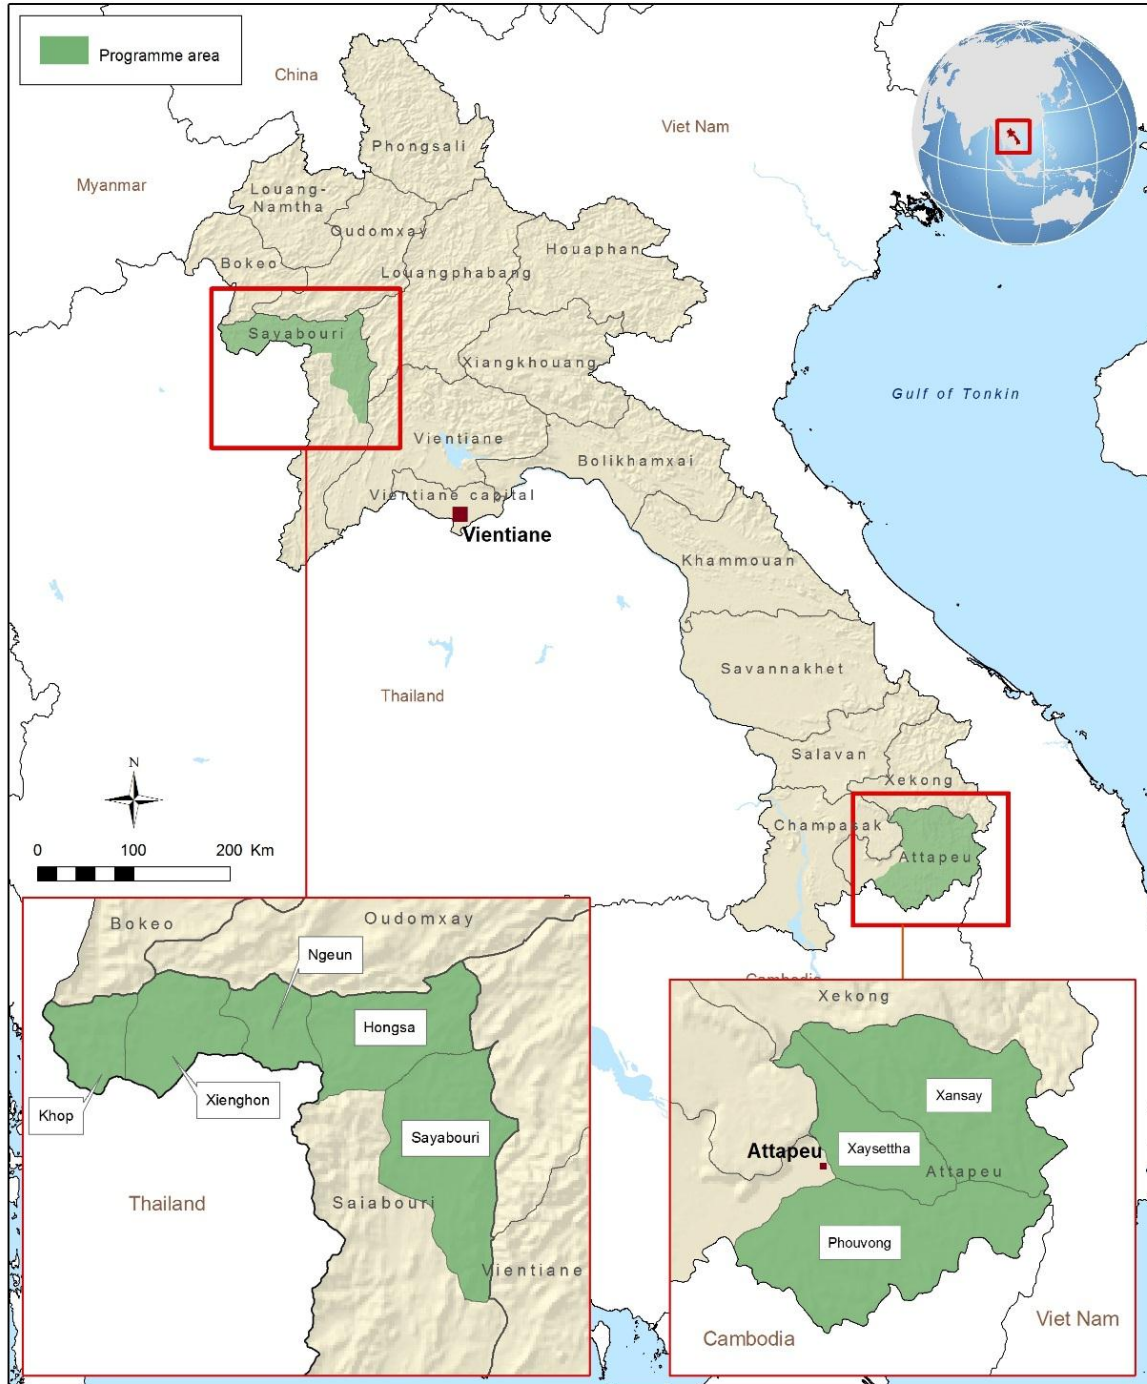 Programme area
China
Viet Nam
Myanmar
Phongsali
Louang-
Namtha
Oudomxay
Bokeo
Louangphabang
Houaphan
Sayabouri
Xiangkhouang
Gulf of Tonkin
Vientiane
Bolikhamxai
Vientiane capital
Vientiane
Khammouan
Savannakhet
Thailand
Salavan
Xekong
N
Champasak
Attapeu
0 100 200 Km
Cambodia
Bokeo
Oudomxay
Ngeun
Hongsa
Khop
Xienghon
Sayabouri
Thailand
Saiabouri
Vientiane
Xekong
Xansay
Attapeu
Xaysettha
Attapeu
Phouvong
Viet Nam
Cambodia